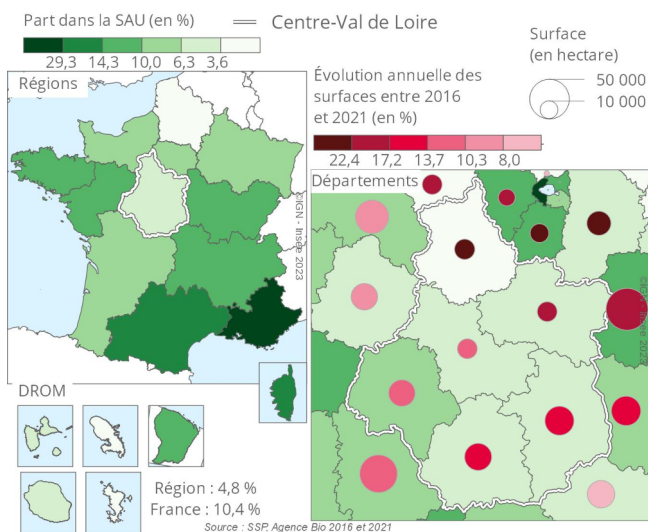 Part dans la SAU (en %)
29,3 14,3 10,0 6,3 3,6
Centre-Val de Loire
Surface
(en hectare)
50 000
10 000
Évolution annuelle des
surfaces entre 2016
et 2021 (en %)
22,4 17,2 13,7 10,3 8,0
Régions
©IGN - Insee 2023
Départements
©IGN - Insee 2023
DROM
Région : 4,8 %
France : 10,4 %
Source : SSP, Agence Bio 2016 et 2021